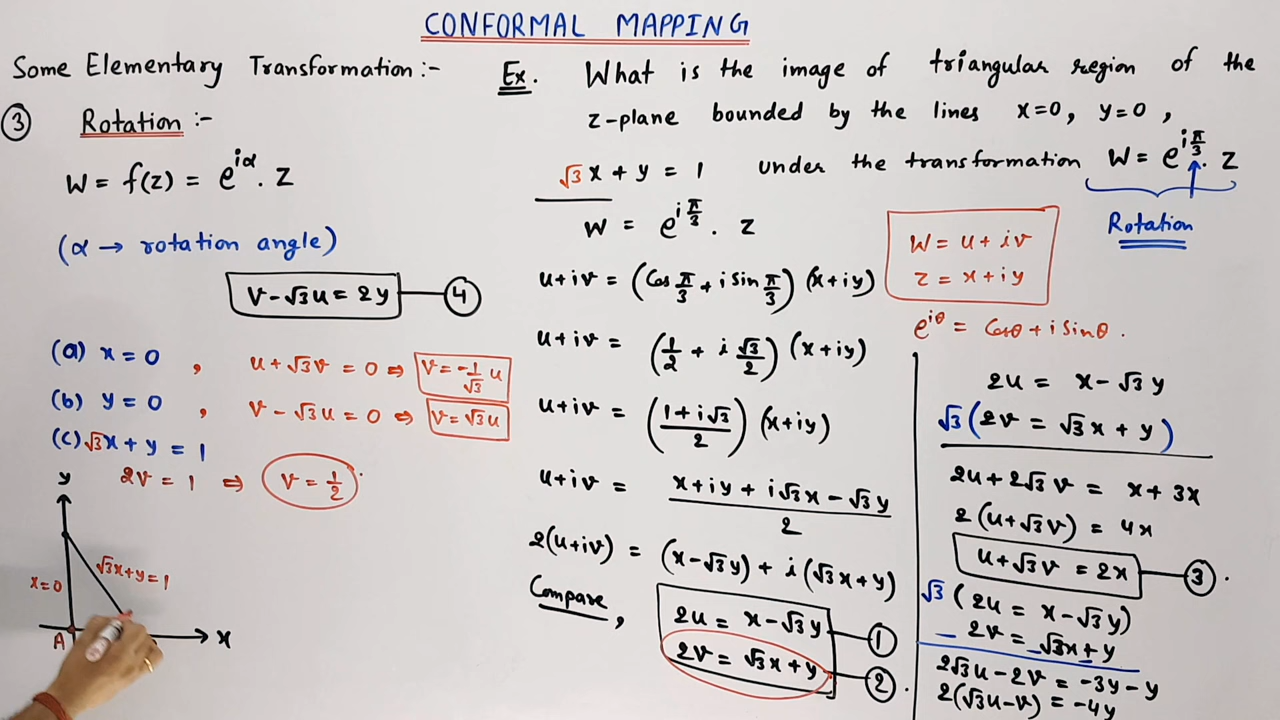 CONFORMAL MAPPING
Some Elementary Transformation :-
③ Rotation :-
W = f(z) = e^{iα} . z
(α → rotation angle)
v - √3u = 2y — ④
(a) x = 0 , u + √3v = 0 ⇒ v = -1/√3 u
(b) y = 0 , v - √3u = 0 ⇒ v = √3u
(c) √3x + y = 1
2v = 1 ⇒ v = 1/2 .
y
x=0
√3x+y=1
A
x
Ex. What is the image of triangular region of the
z-plane bounded by the lines x=0, y=0 ,
√3x + y = 1 under the transformation W = e^{iπ/3} . z
Rotation
W = e^{iπ/3} . z
u+iv = (Cos π/3 + i Sin π/3) (x+iy)
u+iv = (1/2 + i √3/2) (x+iy)
u+iv = ((1+i√3)/2) (x+iy)
u+iv = (x+iy + i√3x - √3y)/2
2(u+iv) = (x-√3y) + i(√3x+y)
Compare,
2u = x-√3y — ①
2v = √3x+y — ② .
W = u+iv
z = x+iy
e^{iθ} = Cosθ + i Sinθ .
2u = x-√3y
√3(2v = √3x + y)
2u+2√3v = x+3x
2(u+√3v) = 4x
u+√3v = 2x — ③ .
√3(2u = x-√3y)
- 2v = -√3x + y
2√3u-2v = -3y-y
2(√3u-v) = -4y